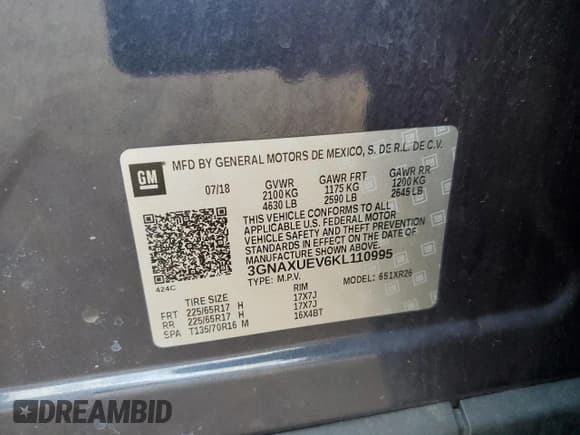 GM
MFD BY GENERAL MOTORS DE MEXICO, S. DE R.L. DE C.V.
07/18 GVWR GAWR FRT GAWR RR
2100 KG 1175 KG 1200 KG
4630 LB 2590 LB 2645 LB
THIS VEHICLE CONFORMS TO ALL
APPLICABLE U.S. FEDERAL MOTOR
VEHICLE SAFETY AND THEFT PREVENTION
STANDARDS IN EFFECT ON THE DATE OF
MANUFACTURE SHOWN ABOVE.
3GNAXUEV6KL110995
424C
TYPE: M.P.V. MODEL: 651XR26
TIRE SIZE RIM
FRT 225/65R17 H 17X7J
RR 225/65R17 H 17X7J
SPA T135/70R16 M 16X4BT
DREAMBID